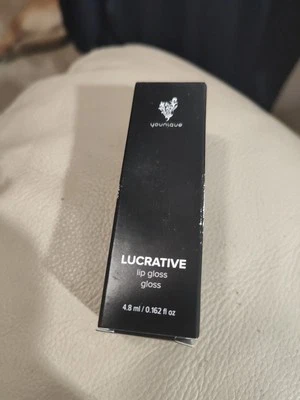 younique
LUCRATIVE
lip gloss
gloss
4.8 ml / 0.162 fl oz